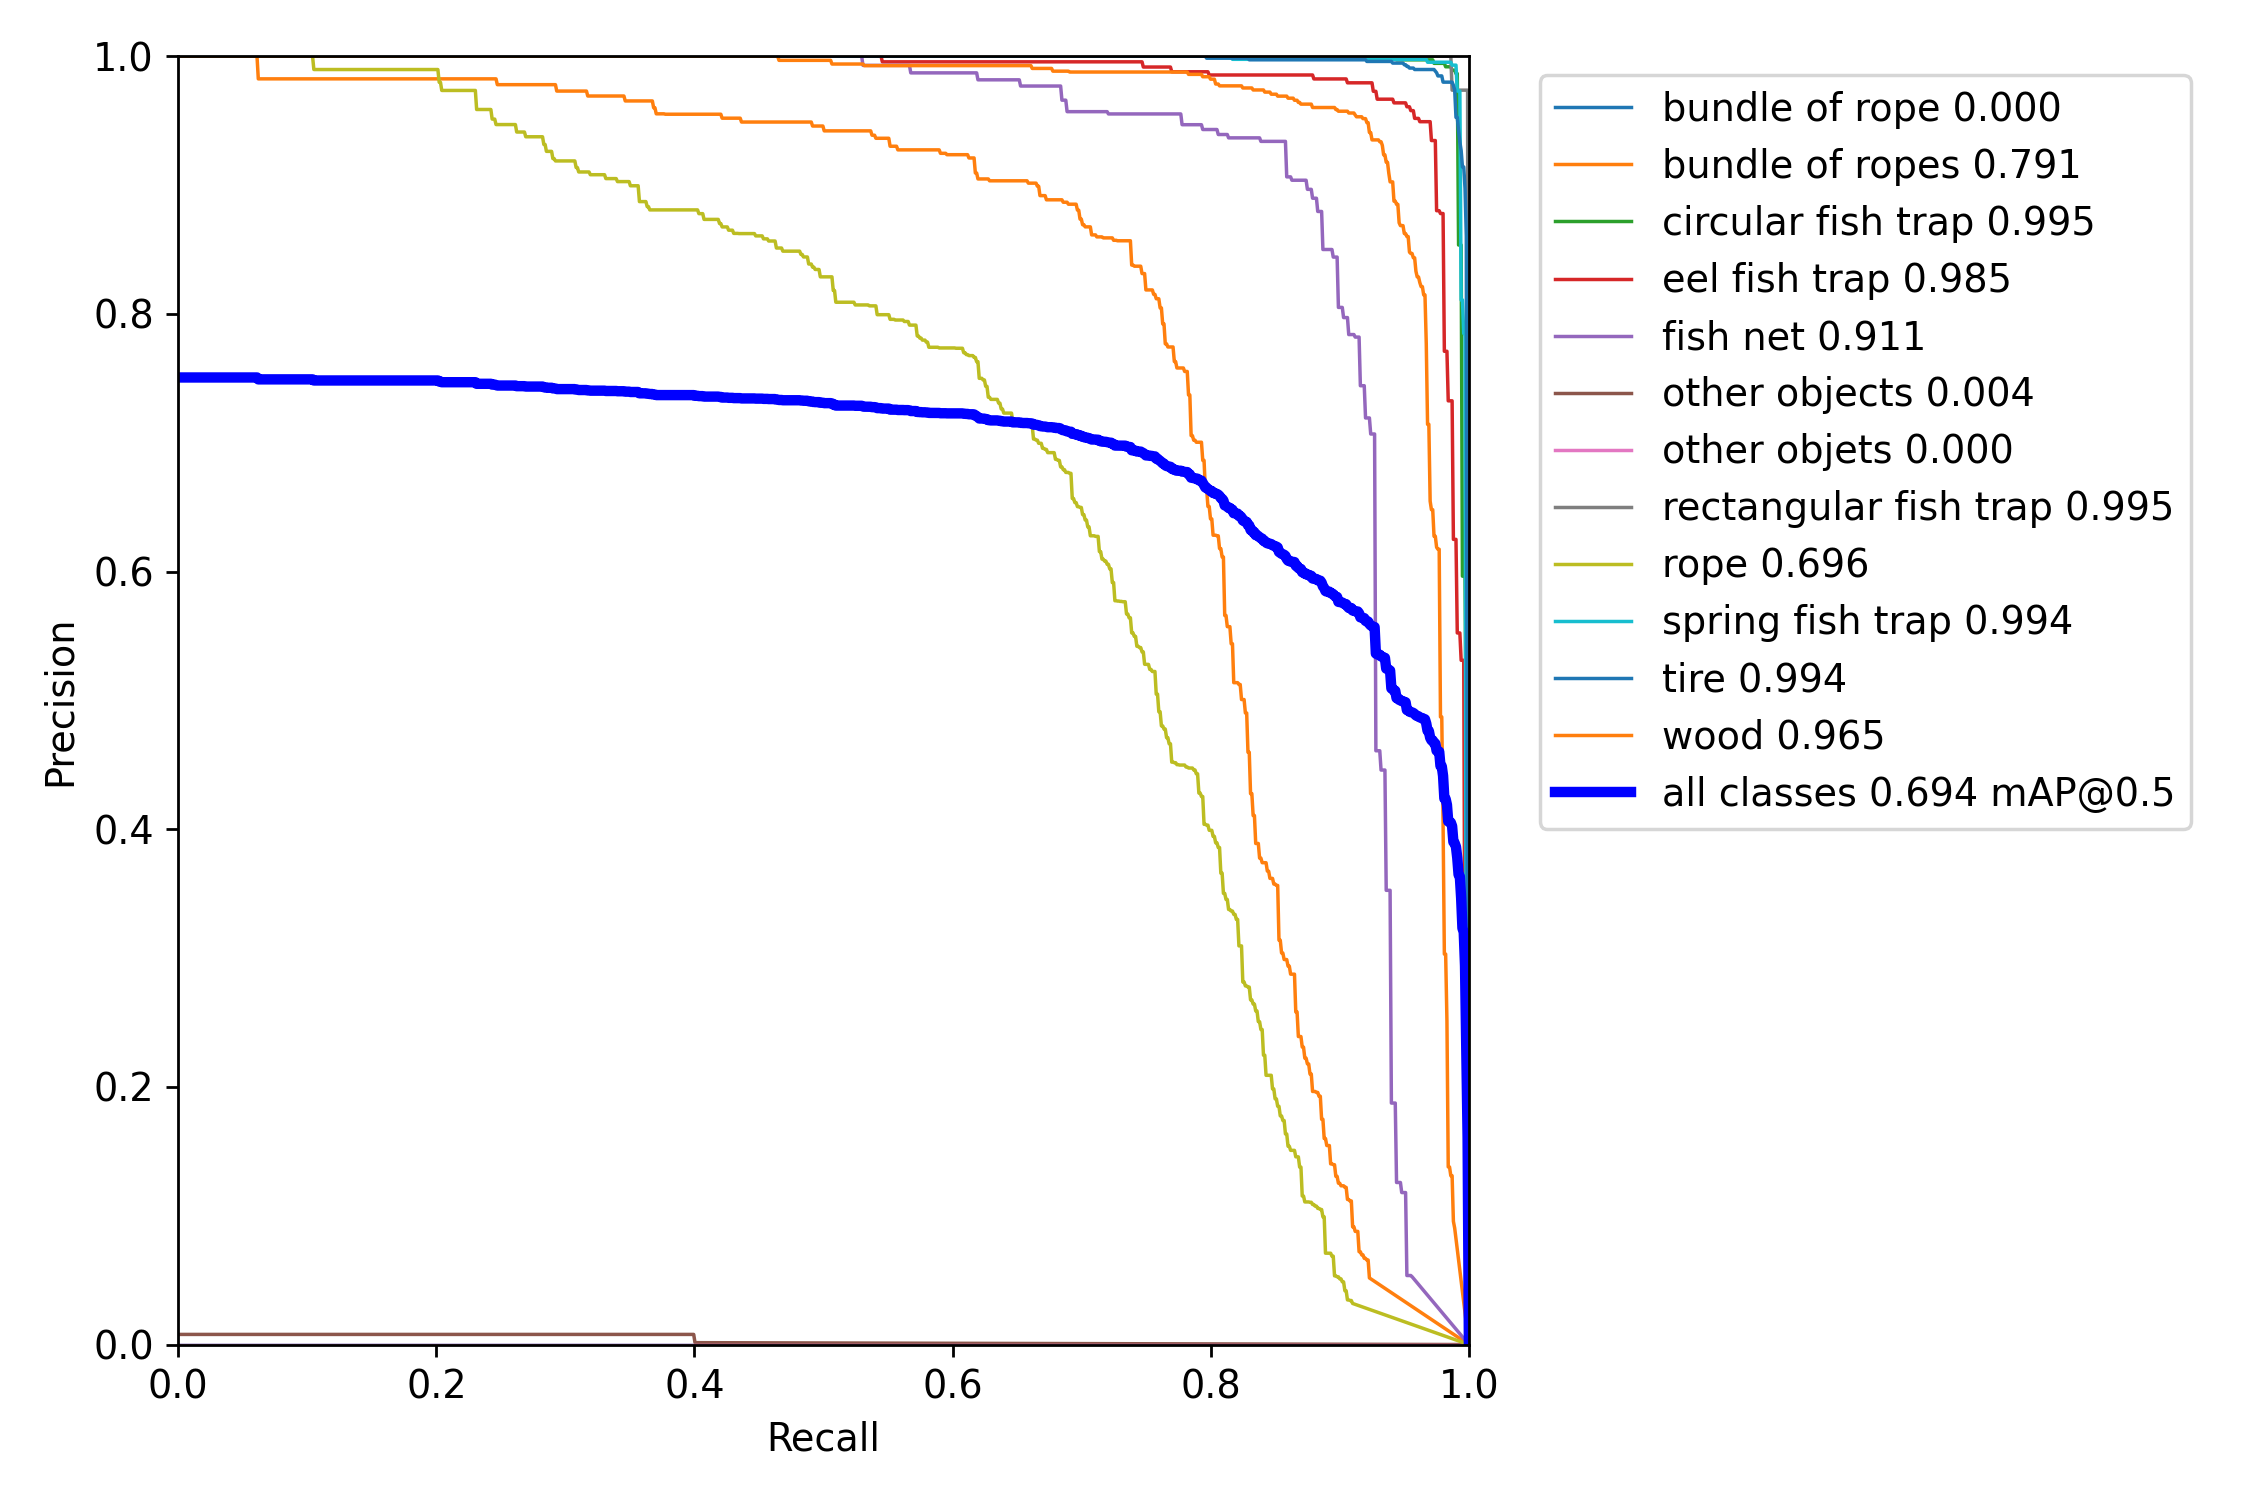 1.0
0.8
0.6
0.4
0.2
0.0
Precision
0.0 0.2 0.4 0.6 0.8 1.0
Recall
bundle of rope 0.000
bundle of ropes 0.791
circular fish trap 0.995
eel fish trap 0.985
fish net 0.911
other objects 0.004
other objets 0.000
rectangular fish trap 0.995
rope 0.696
spring fish trap 0.994
tire 0.994
wood 0.965
all classes 0.694 mAP@0.5